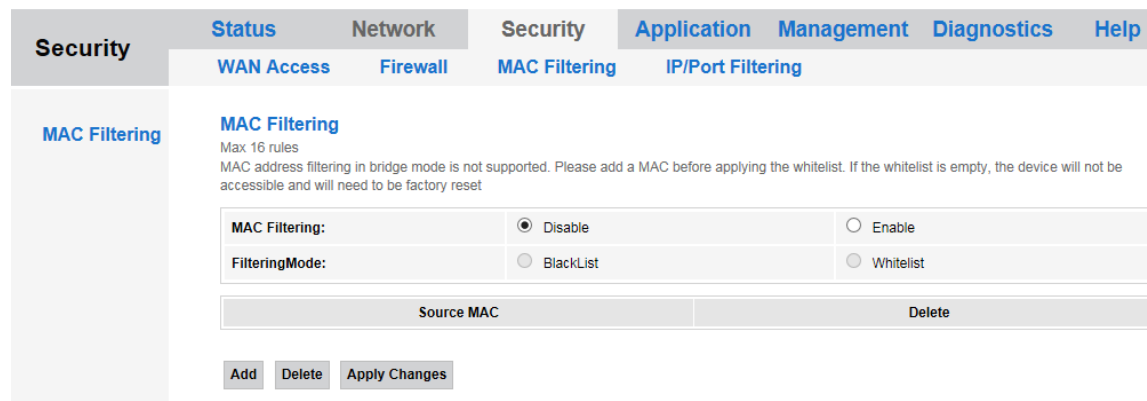 Security
Status Network Security Application Management Diagnostics Help
WAN Access Firewall MAC Filtering IP/Port Filtering
MAC Filtering
MAC Filtering
Max 16 rules
MAC address filtering in bridge mode is not supported. Please add a MAC before applying the whitelist. If the whitelist is empty, the device will not be
accessible and will need to be factory reset
MAC Filtering: Disable Enable
FilteringMode: BlackList Whitelist
Source MAC Delete
Add Delete Apply Changes